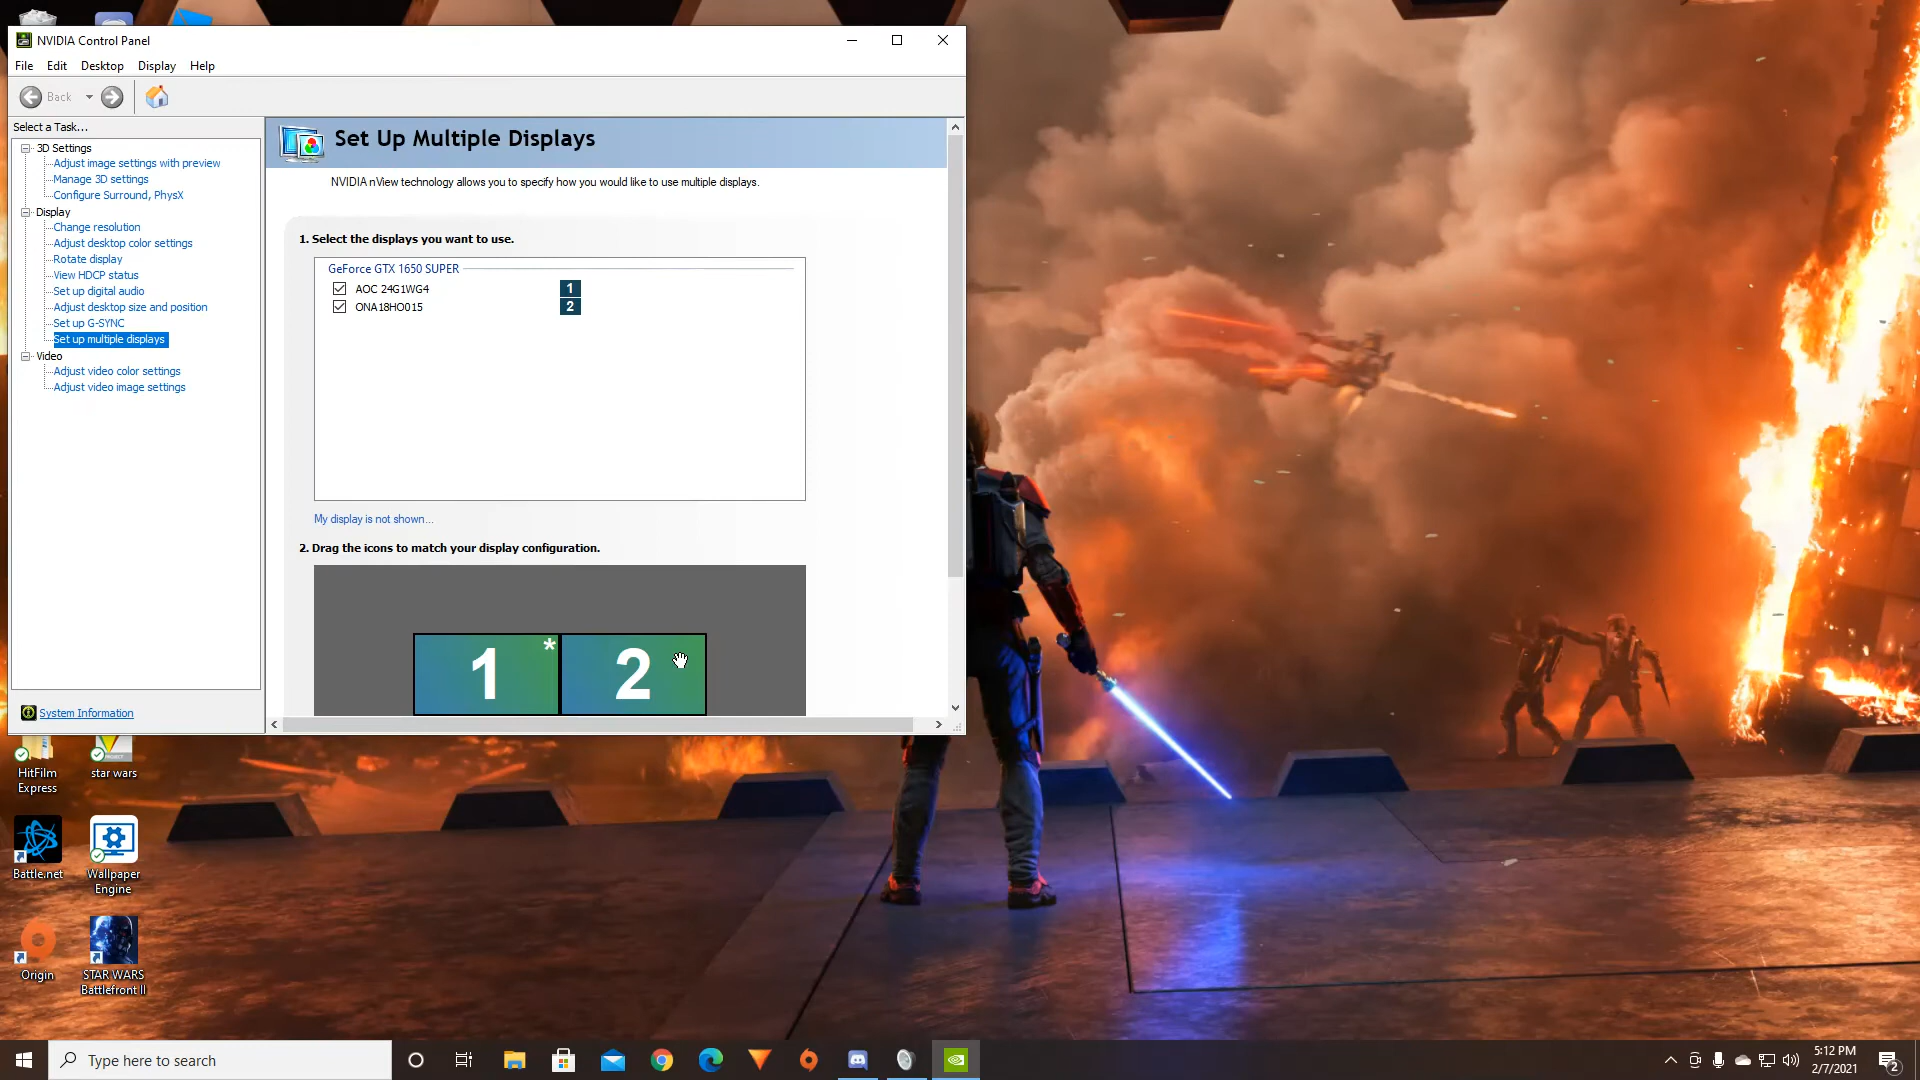 NVIDIA Control Panel
File Edit Desktop Display Help
Back
Select a Task...
3D Settings
Adjust image settings with preview
Manage 3D settings
Configure Surround, PhysX
Display
Change resolution
Adjust desktop color settings
Rotate display
View HDCP status
Set up digital audio
Adjust desktop size and position
Set up G-SYNC
Set up multiple displays
Video
Adjust video color settings
Adjust video image settings
System Information
Set Up Multiple Displays
NVIDIA nView technology allows you to specify how you would like to use multiple displays.
1. Select the displays you want to use.
GeForce GTX 1650 SUPER
AOC 24G1WG4 1
ONA18HO015 2
My display is not shown...
2. Drag the icons to match your display configuration.
1 * 2
HitFilm
Express
star wars
Battle.net
Wallpaper
Engine
Origin
STAR WARS
Battlefront II
Type here to search
5:12 PM
2/7/2021
2